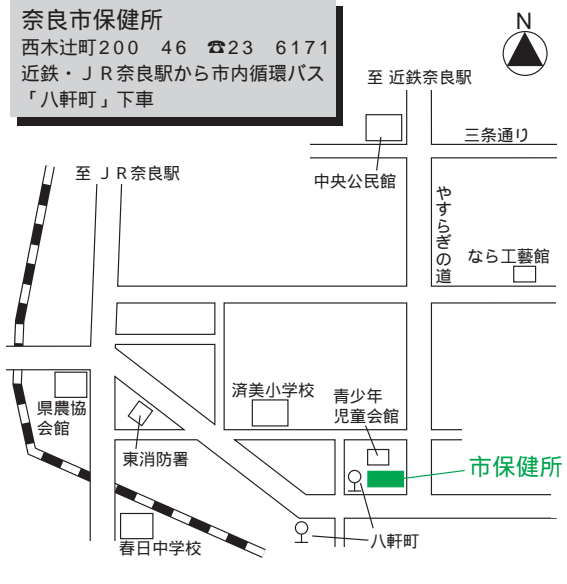 奈良市保健所
西木辻町200 46 ☎23 6171
近鉄・ＪＲ奈良駅から市内循環バス
「八軒町」下車
N
至 近鉄奈良駅
三条通り
中央公民館
至 ＪＲ奈良駅
やすらぎの道
なら工藝館
県農協
会館
済美小学校
青少年
児童会館
東消防署
市保健所
八軒町
春日中学校